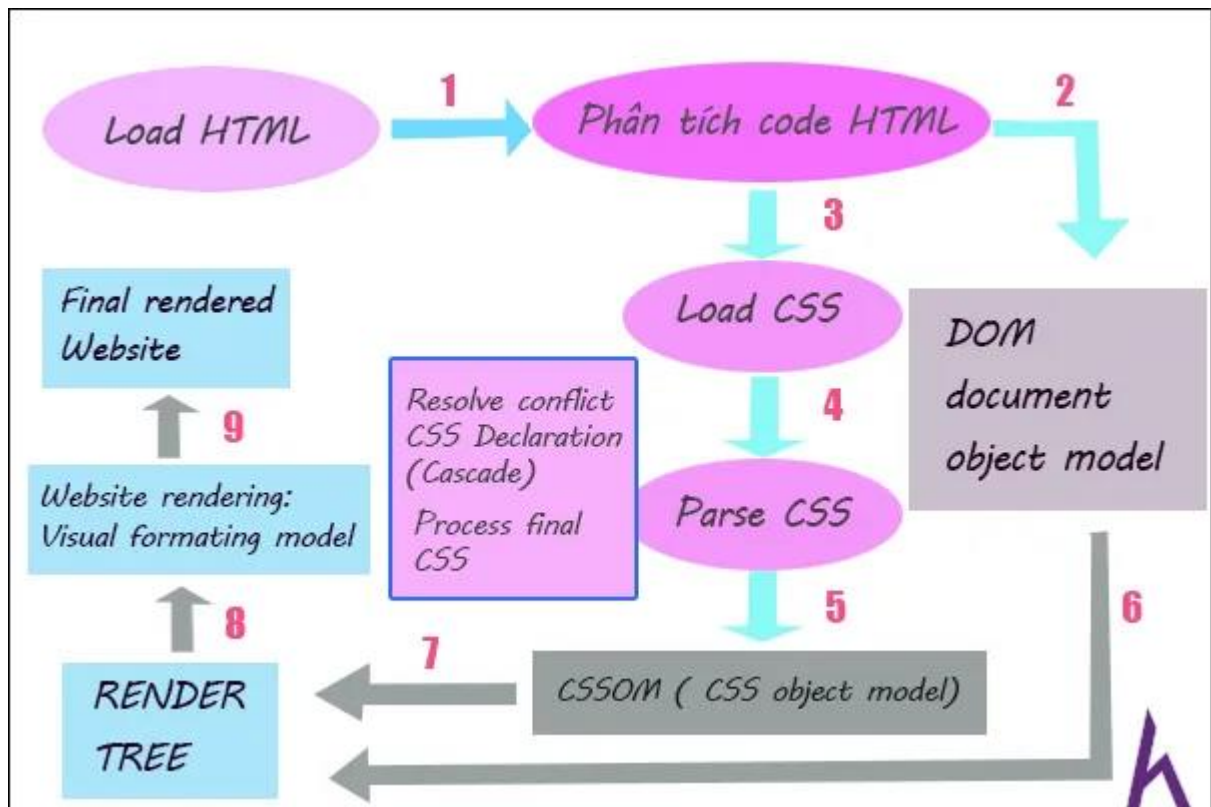 Load HTML
1
Phân tích code HTML
2
3
Load CSS
Final rendered
Website
DOM
document
object model
Resolve conflict
CSS Declaration
(Cascade)
Process final
CSS
4
9
Parse CSS
Website rendering:
Visual formating model
5
6
8
7
CSSOM ( CSS object model)
RENDER
TREE